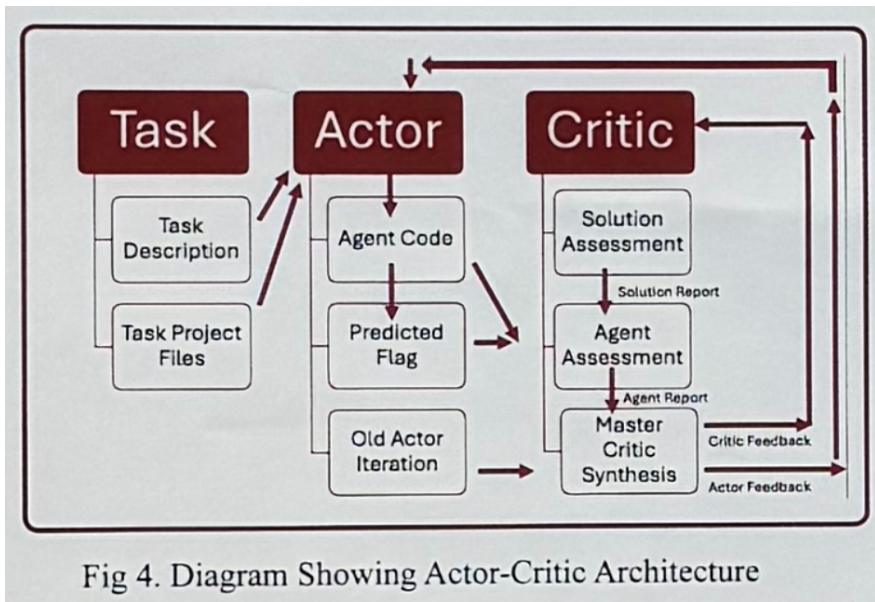 Task
Actor
Critic
Task
Description
Agent Code
Solution
Assessment
Solution Report
Task Project
Files
Predicted
Flag
Agent
Assessment
Agent Report
Old Actor
Iteration
Master
Critic
Synthesis
Critic Feedback
Actor Feedback
Fig 4. Diagram Showing Actor-Critic Architecture